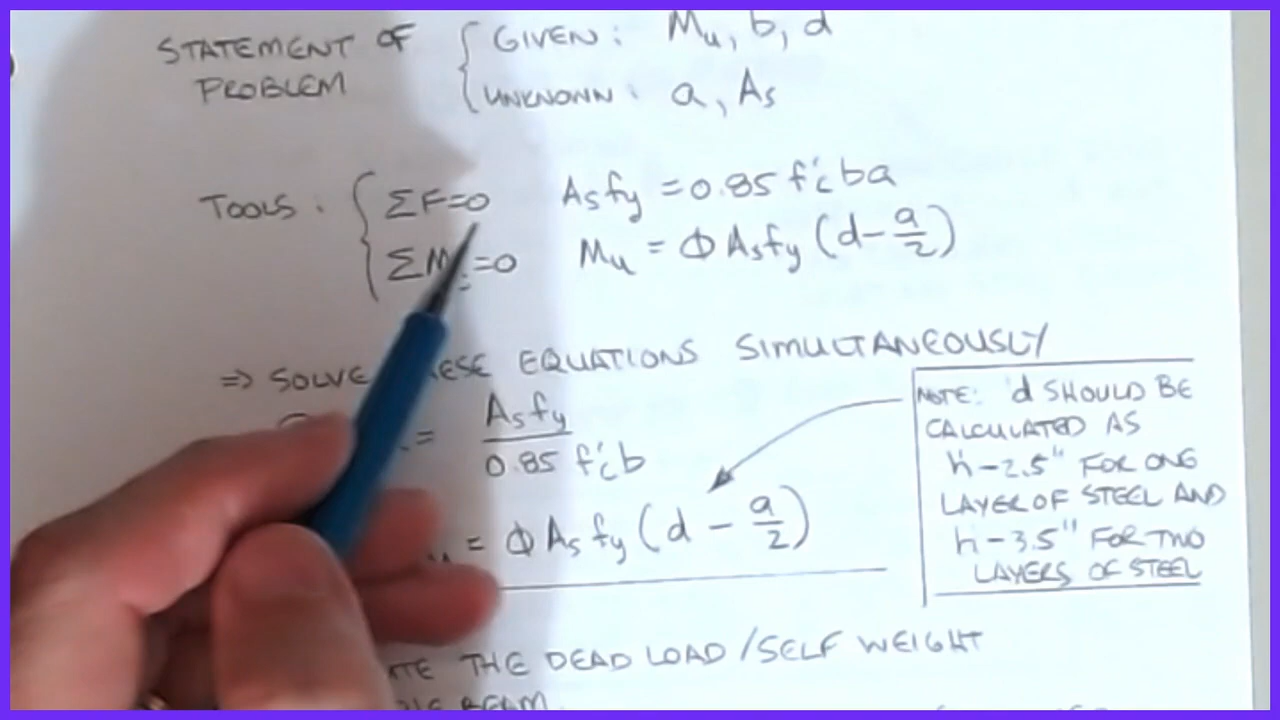 STATEMENT OF { GIVEN: Mu, b, d
PROBLEM { UNKNOWN: a, As
TOOLS: { ΣF=0 Asfy = 0.85 f'c b a
ΣM =0 Mu = Φ Asfy (d - a/2)
⇒ SOLVE EQUATIONS SIMULTANEOUSLY
= Asfy / 0.85 f'c b
= Φ Asfy (d - a/2)
NOTE: 'd SHOULD BE
CALCULATED AS
h-2.5" FOR ONE
LAYER OF STEEL AND
h-3.5" FOR TWO
LAYERS OF STEEL
THE DEAD LOAD/SELF WEIGHT
BEAM.